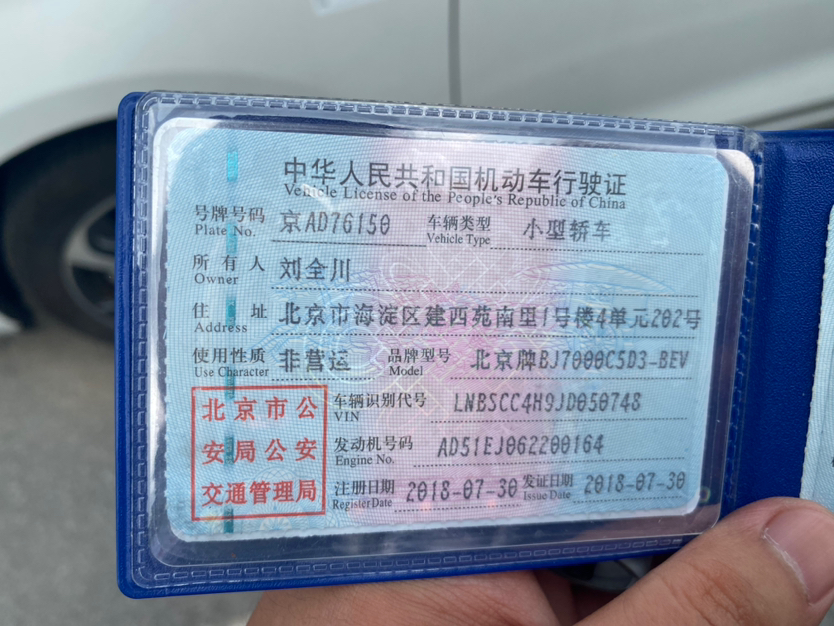 中华人民共和国机动车行驶证
Vehicle License of the People's Republic of China
号牌号码 京AD76150 车辆类型 小型轿车
Plate No. Vehicle Type
所有人 刘全川
Owner
住址 北京市海淀区建西苑南里1号楼4单元202号
Address
使用性质 非营运 品牌型号 北京牌BJ7000C5D3-BEV
Use Character Model
车辆识别代号 LNBSCC4H9JD050748
VIN
发动机号码 AD51EJ062200164
Engine No.
注册日期 2018-07-30 发证日期 2018-07-30
Register Date Issue Date
北京市公
安局公安
交通管理局